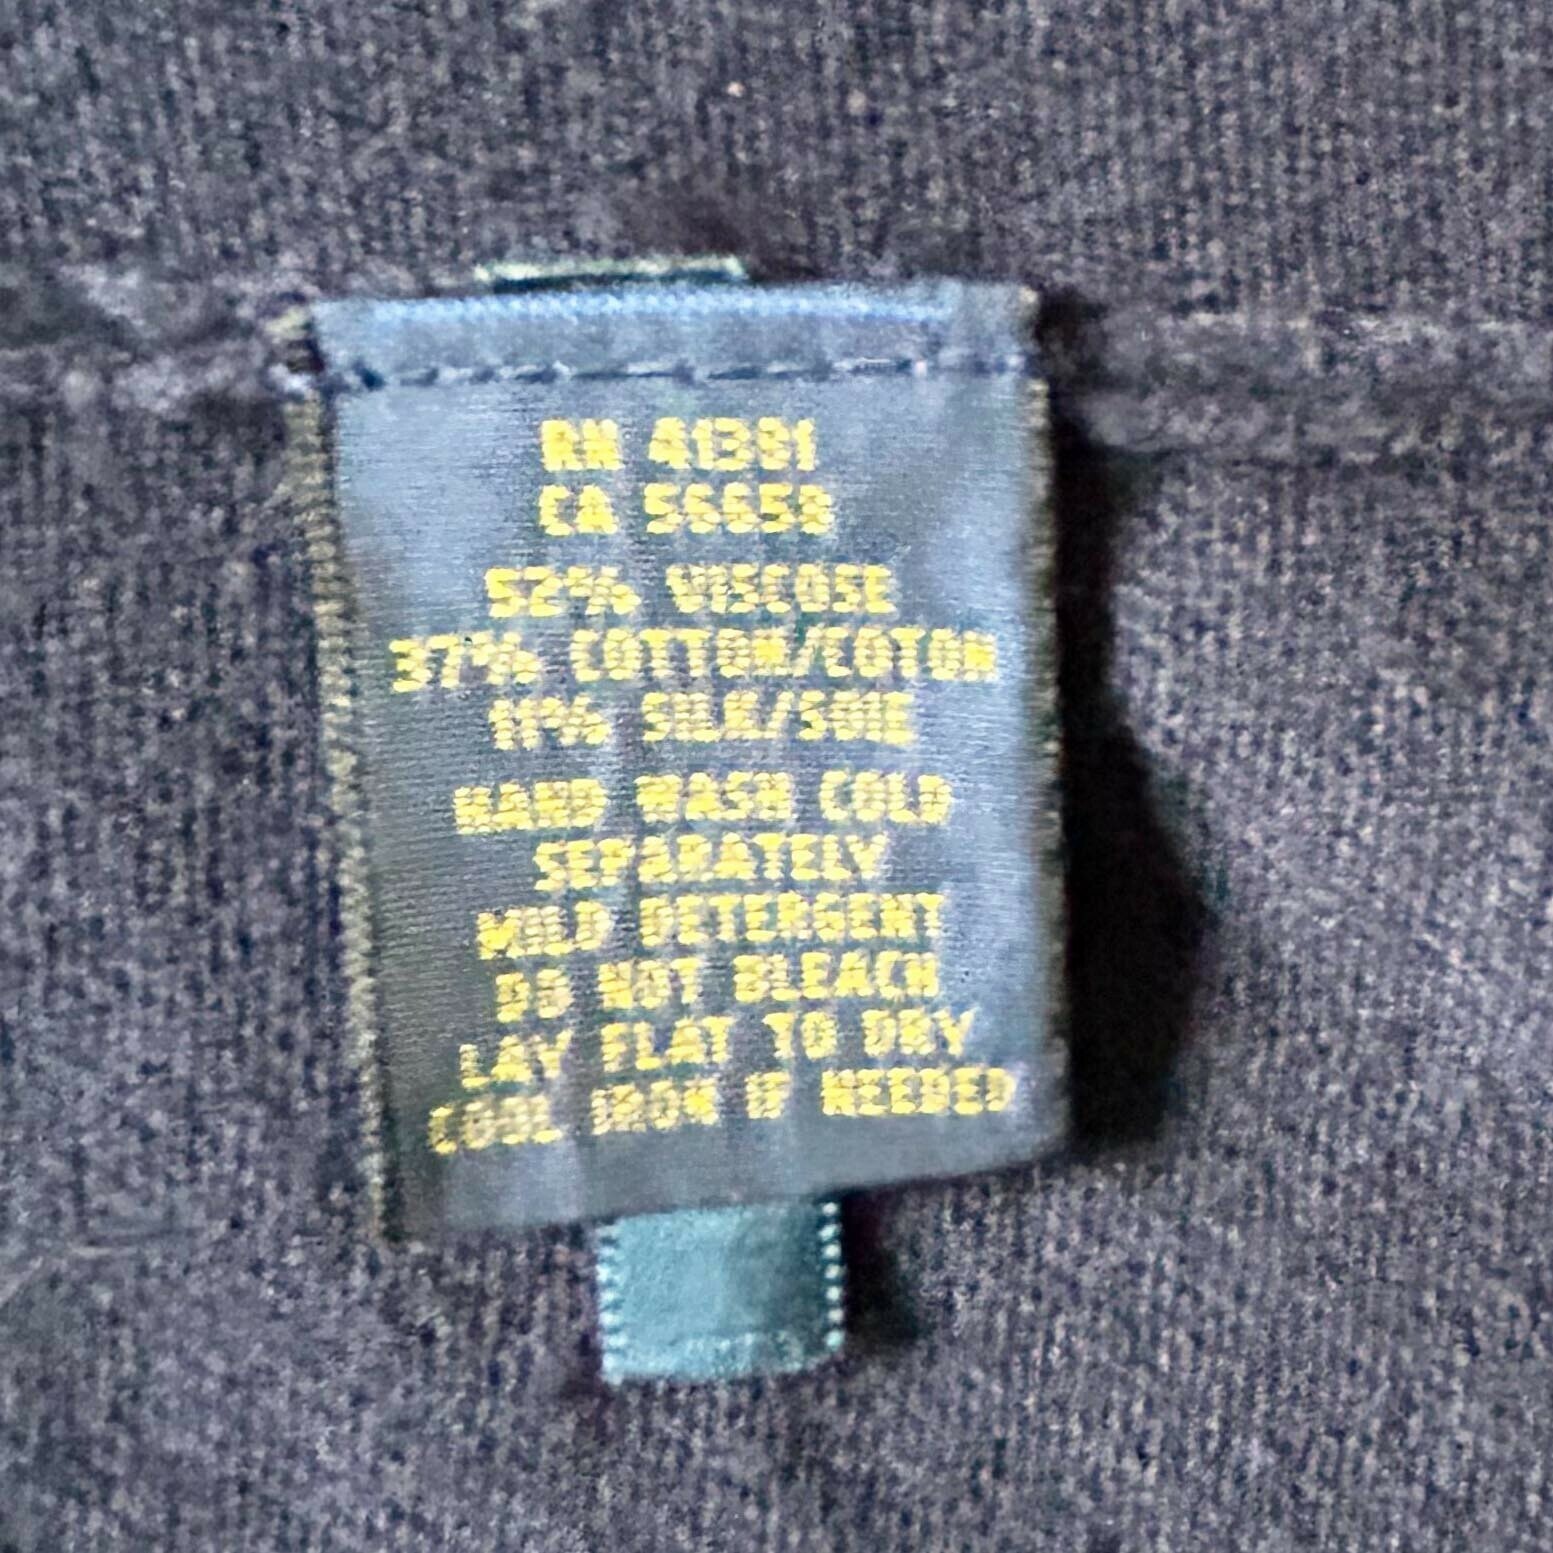 RN 41381
CA 56658
52% VISCOSE
37% COTTON/COTON
11% SILK/SOIE
HAND WASH COLD
SEPARATELY
MILD DETERGENT
DO NOT BLEACH
LAY FLAT TO DRY
COOL IRON IF NEEDED